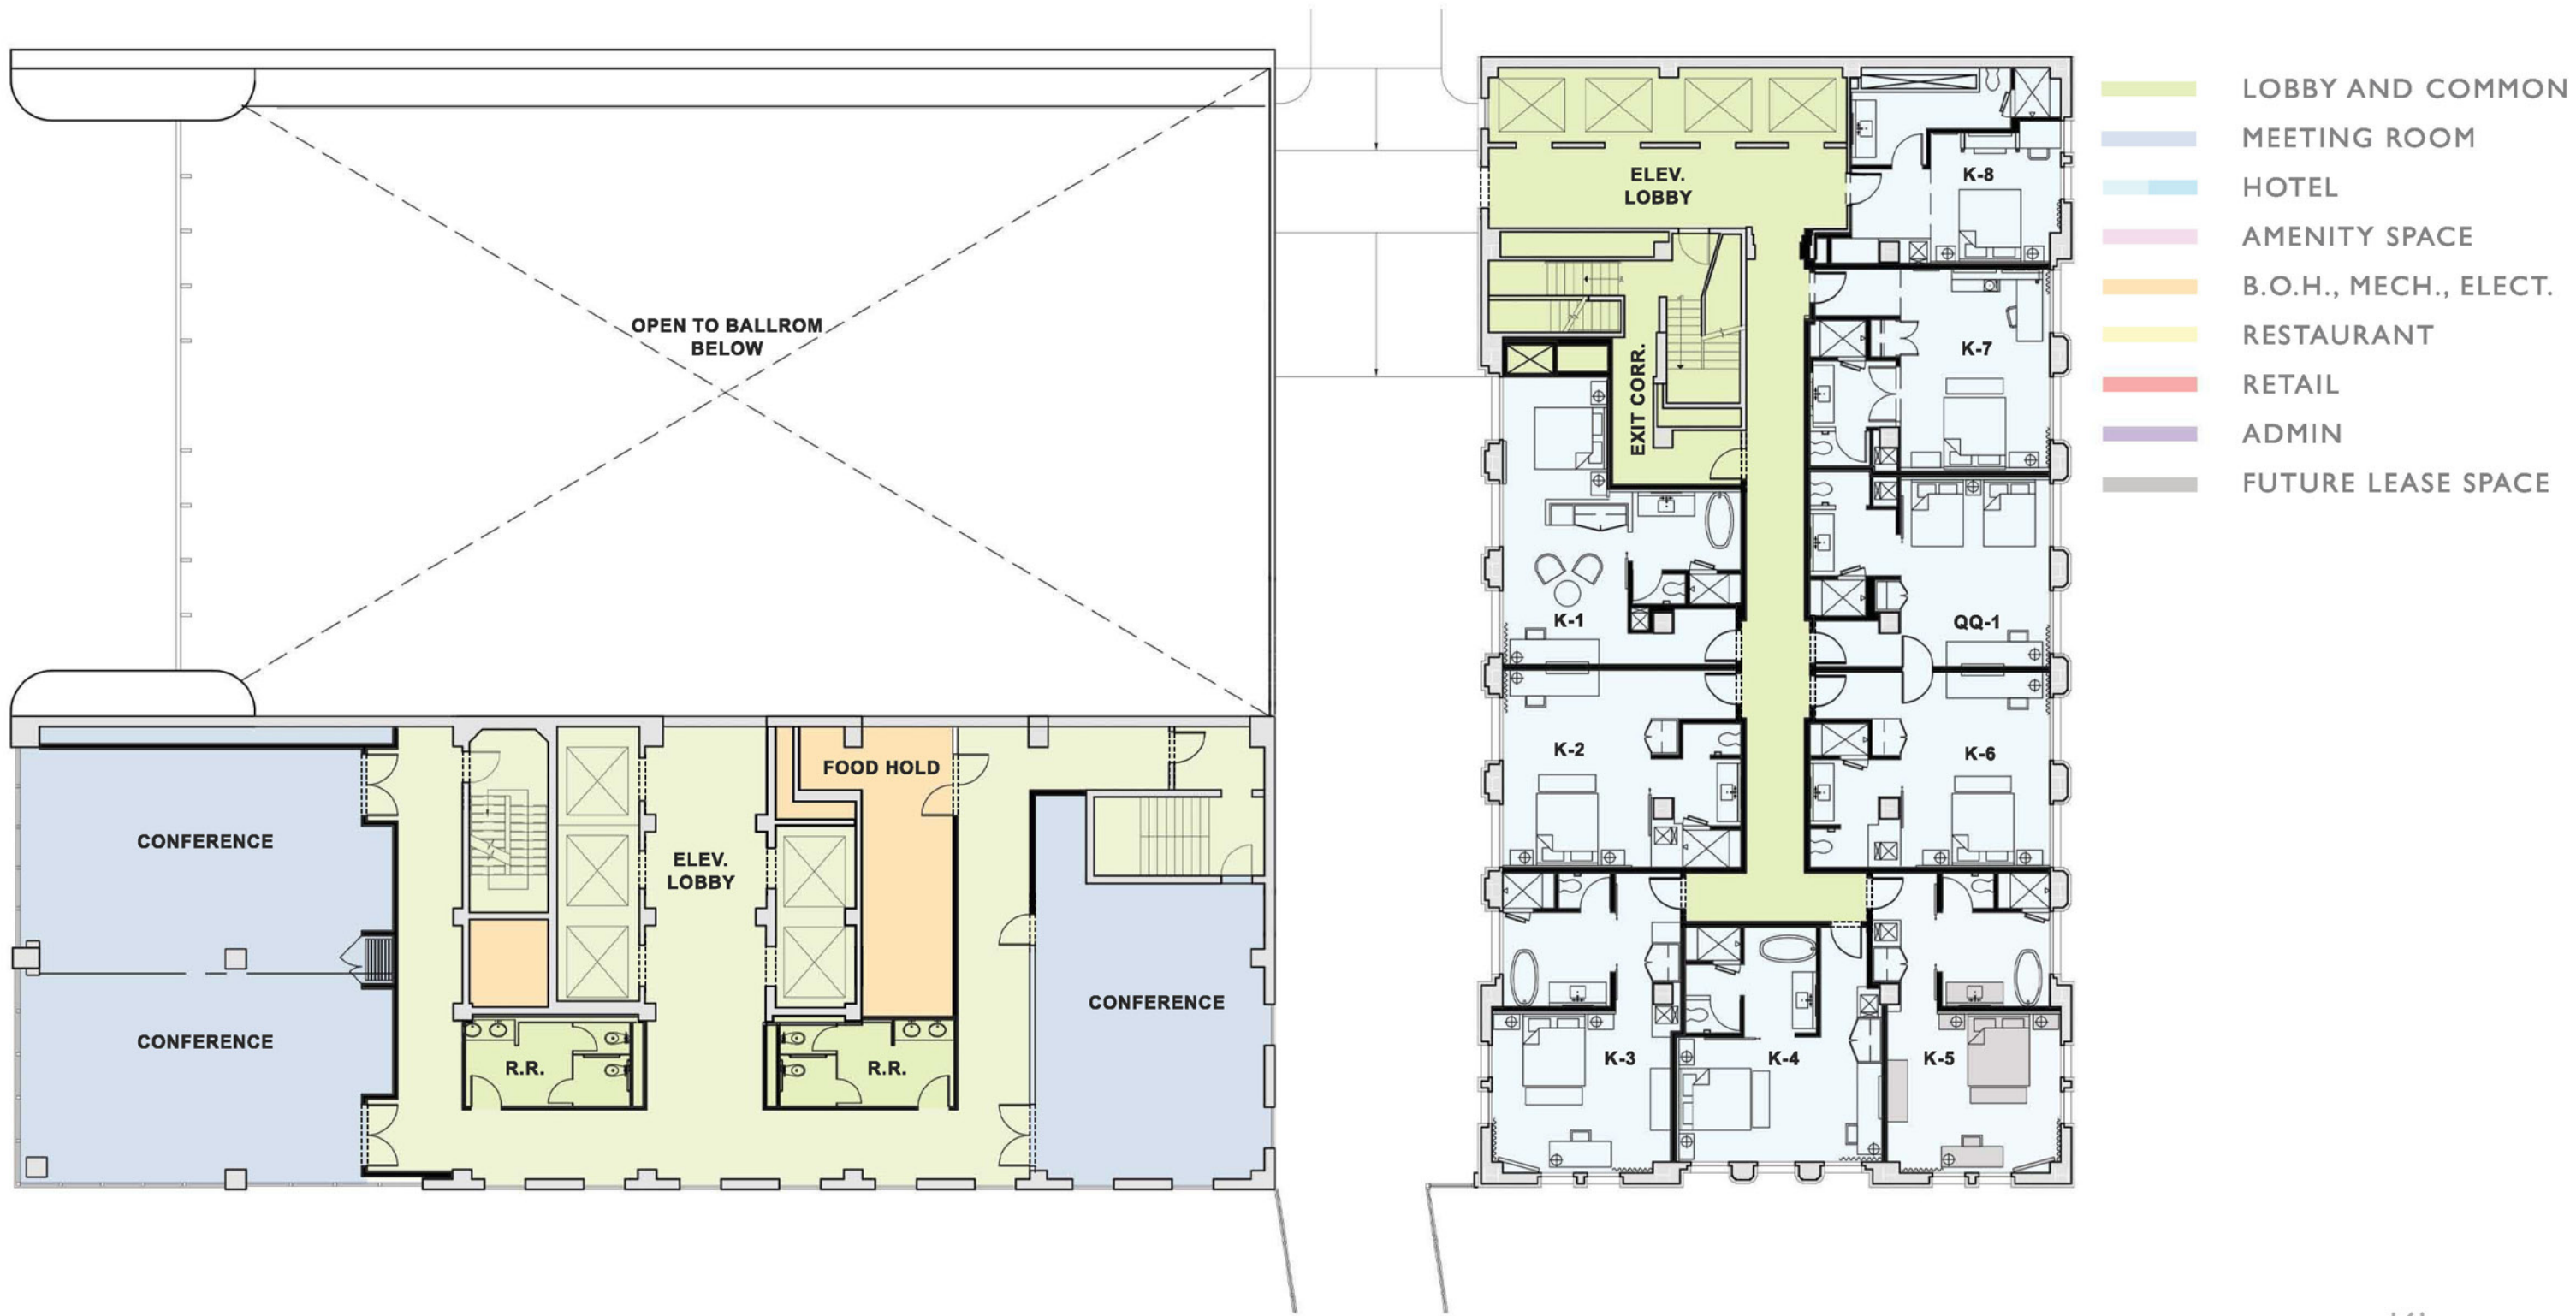 OPEN TO BALLROM
BELOW
CONFERENCE
CONFERENCE
ELEV.
LOBBY
FOOD HOLD
CONFERENCE
R.R.
R.R.
ELEV.
LOBBY
EXIT CORR.
K-8
K-7
K-1
QQ-1
K-2
K-6
K-3
K-4
K-5
LOBBY AND COMMON
MEETING ROOM
HOTEL
AMENITY SPACE
B.O.H., MECH., ELECT.
RESTAURANT
RETAIL
ADMIN
FUTURE LEASE SPACE